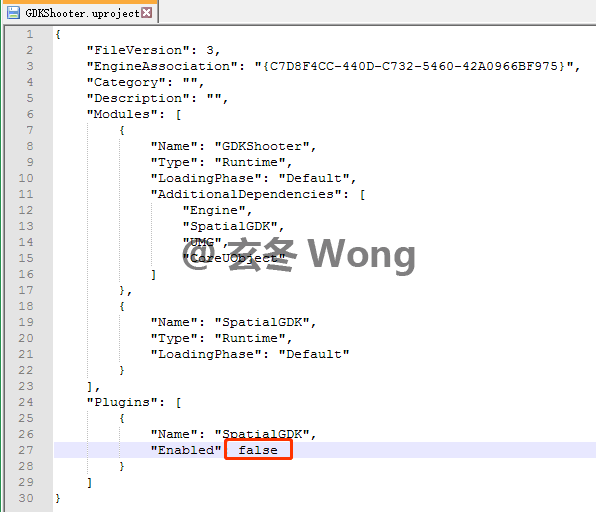 GDKShooter.uproject
1 {
2 "FileVersion": 3,
3 "EngineAssociation": "{C7D8F4CC-440D-C732-5460-42A0966BF975}",
4 "Category": "",
5 "Description": "",
6 "Modules": [
7 {
8 "Name": "GDKShooter",
9 "Type": "Runtime",
10 "LoadingPhase": "Default",
11 "AdditionalDependencies": [
12 "Engine",
13 "SpatialGDK",
14 "UMG",
15 "CoreUObject"
16 ]
17 },
18 {
19 "Name": "SpatialGDK",
20 "Type": "Runtime",
21 "LoadingPhase": "Default"
22 }
23 ],
24 "Plugins": [
25 {
26 "Name": "SpatialGDK",
27 "Enabled" false
28 }
29 ]
30 }
@ 玄冬 Wong